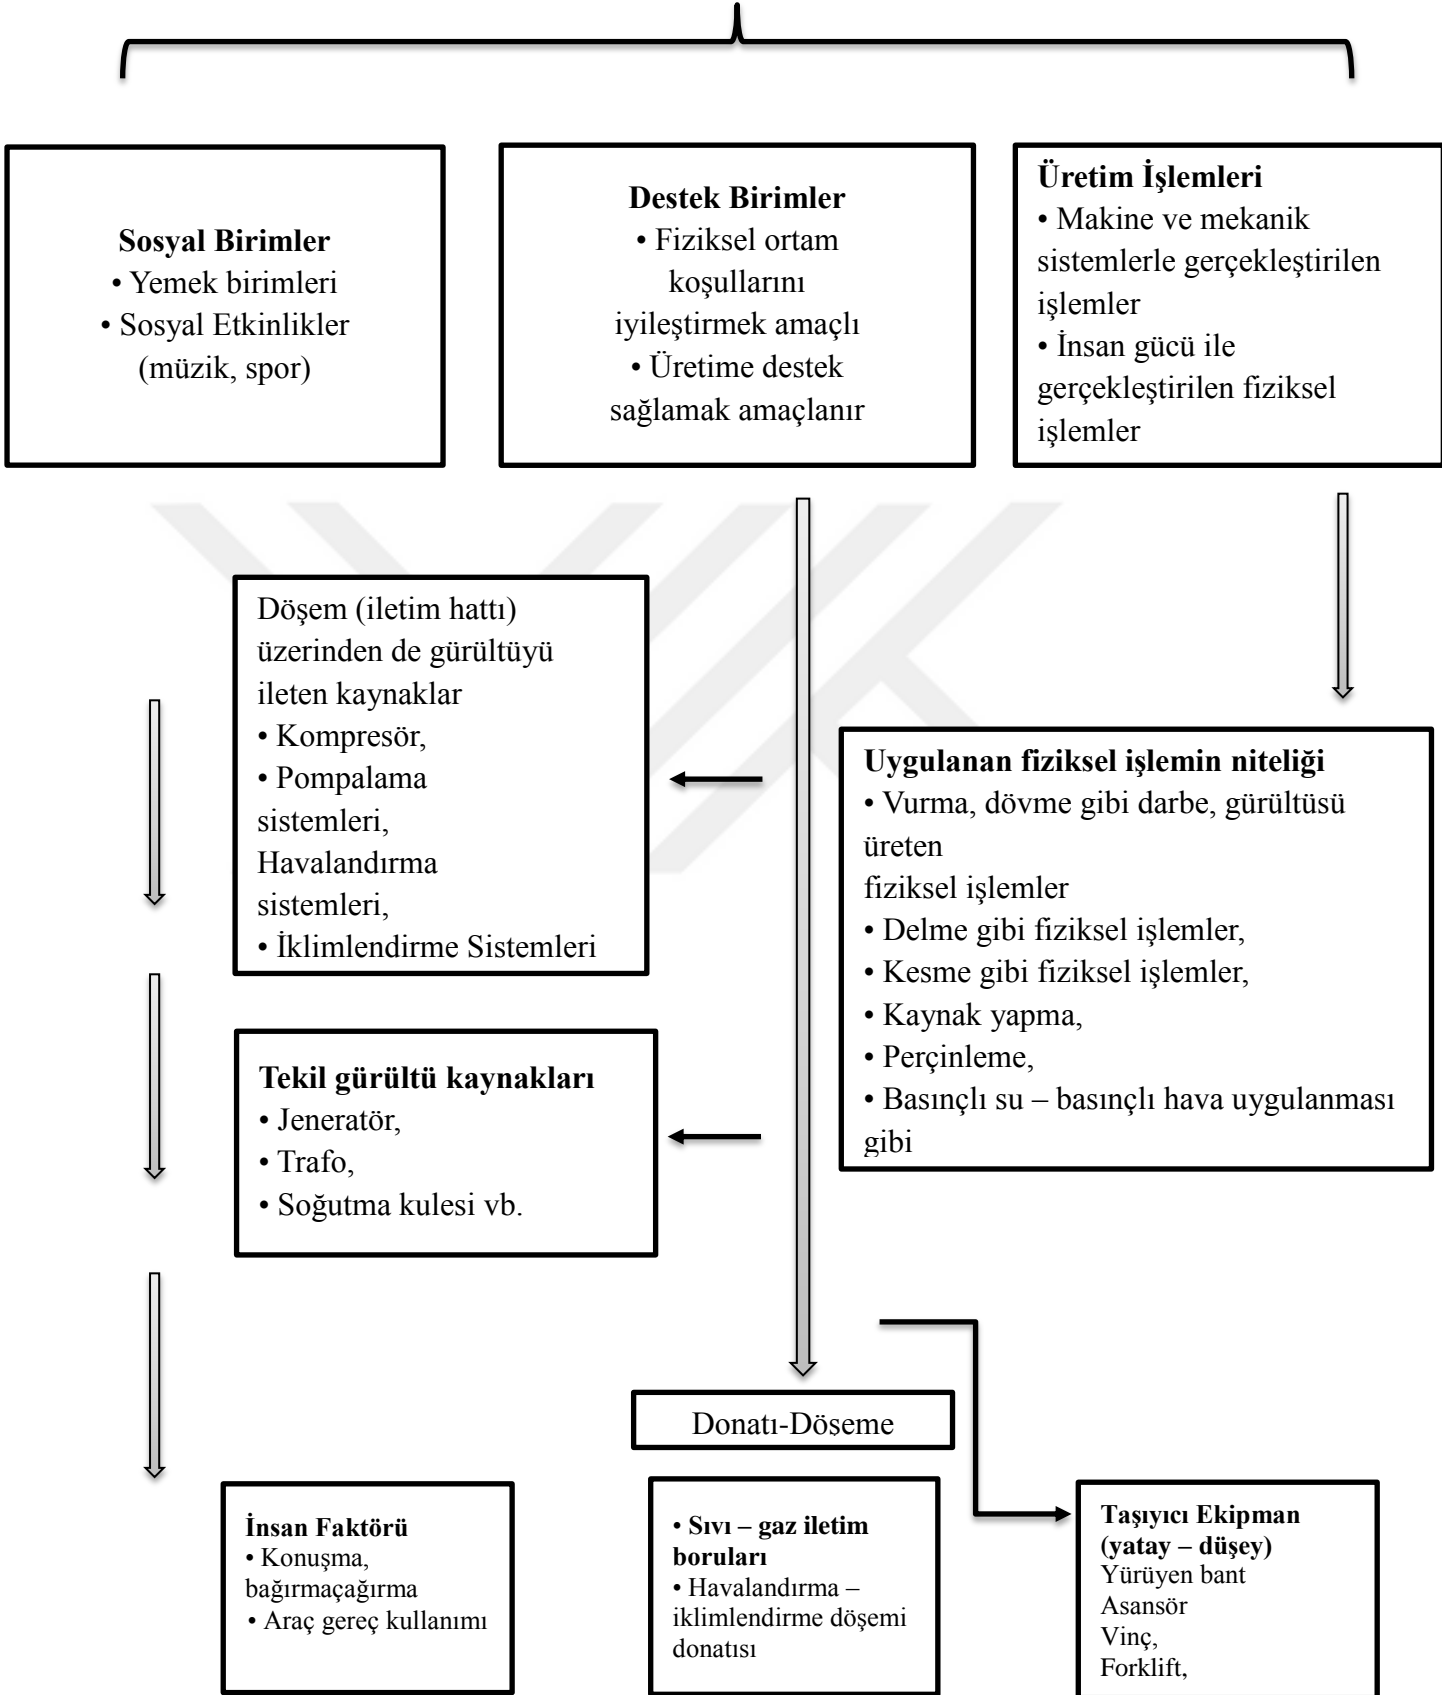 Sosyal Birimler
• Yemek birimleri
• Sosyal Etkinlikler
(müzik, spor)
Destek Birimler
• Fiziksel ortam
koşullarını
iyileştirmek amaçlı
• Üretime destek
sağlamak amaçlanır
Üretim İşlemleri
• Makine ve mekanik
sistemlerle gerçekleştirilen
işlemler
• İnsan gücü ile
gerçekleştirilen fiziksel
işlemler
Döşem (iletim hattı)
üzerinden de gürültüyü
ileten kaynaklar
• Kompresör,
• Pompalama
sistemleri,
Havalandırma
sistemleri,
• İklimlendirme Sistemleri
Uygulanan fiziksel işlemin niteliği
• Vurma, dövme gibi darbe, gürültüsü
üreten
fiziksel işlemler
• Delme gibi fiziksel işlemler,
• Kesme gibi fiziksel işlemler,
• Kaynak yapma,
• Perçinleme,
• Basınçlı su – basınçlı hava uygulanması
gibi
Tekil gürültü kaynakları
• Jeneratör,
• Trafo,
• Soğutma kulesi vb.
Donatı-Döşeme
İnsan Faktörü
• Konuşma,
bağırmaçağırma
• Araç gereç kullanımı
• Sıvı – gaz iletim
boruları
• Havalandırma –
iklimlendirme döşemi
donatısı
Taşıyıcı Ekipman
(yatay – düşey)
Yürüyen bant
Asansör
Vinç,
Forklift,